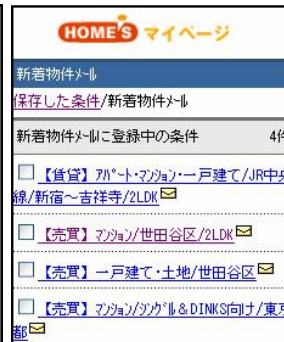 HOME'S マイページ
新着物件ﾒｰﾙ
保存した条件/新着物件ﾒｰﾙ
新着物件ﾒｰﾙに登録中の条件 4件
【賃貸】ｱﾊﾟｰﾄ･ﾏﾝｼｮﾝ･一戸建て/JR中央
線/新宿～吉祥寺/2LDK
【売買】ﾏﾝｼｮﾝ/世田谷区/2LDK
【売買】一戸建て･土地/世田谷区
【売買】ﾏﾝｼｮﾝ/ｼﾝｸﾞﾙ&DINKS向け/東京
都